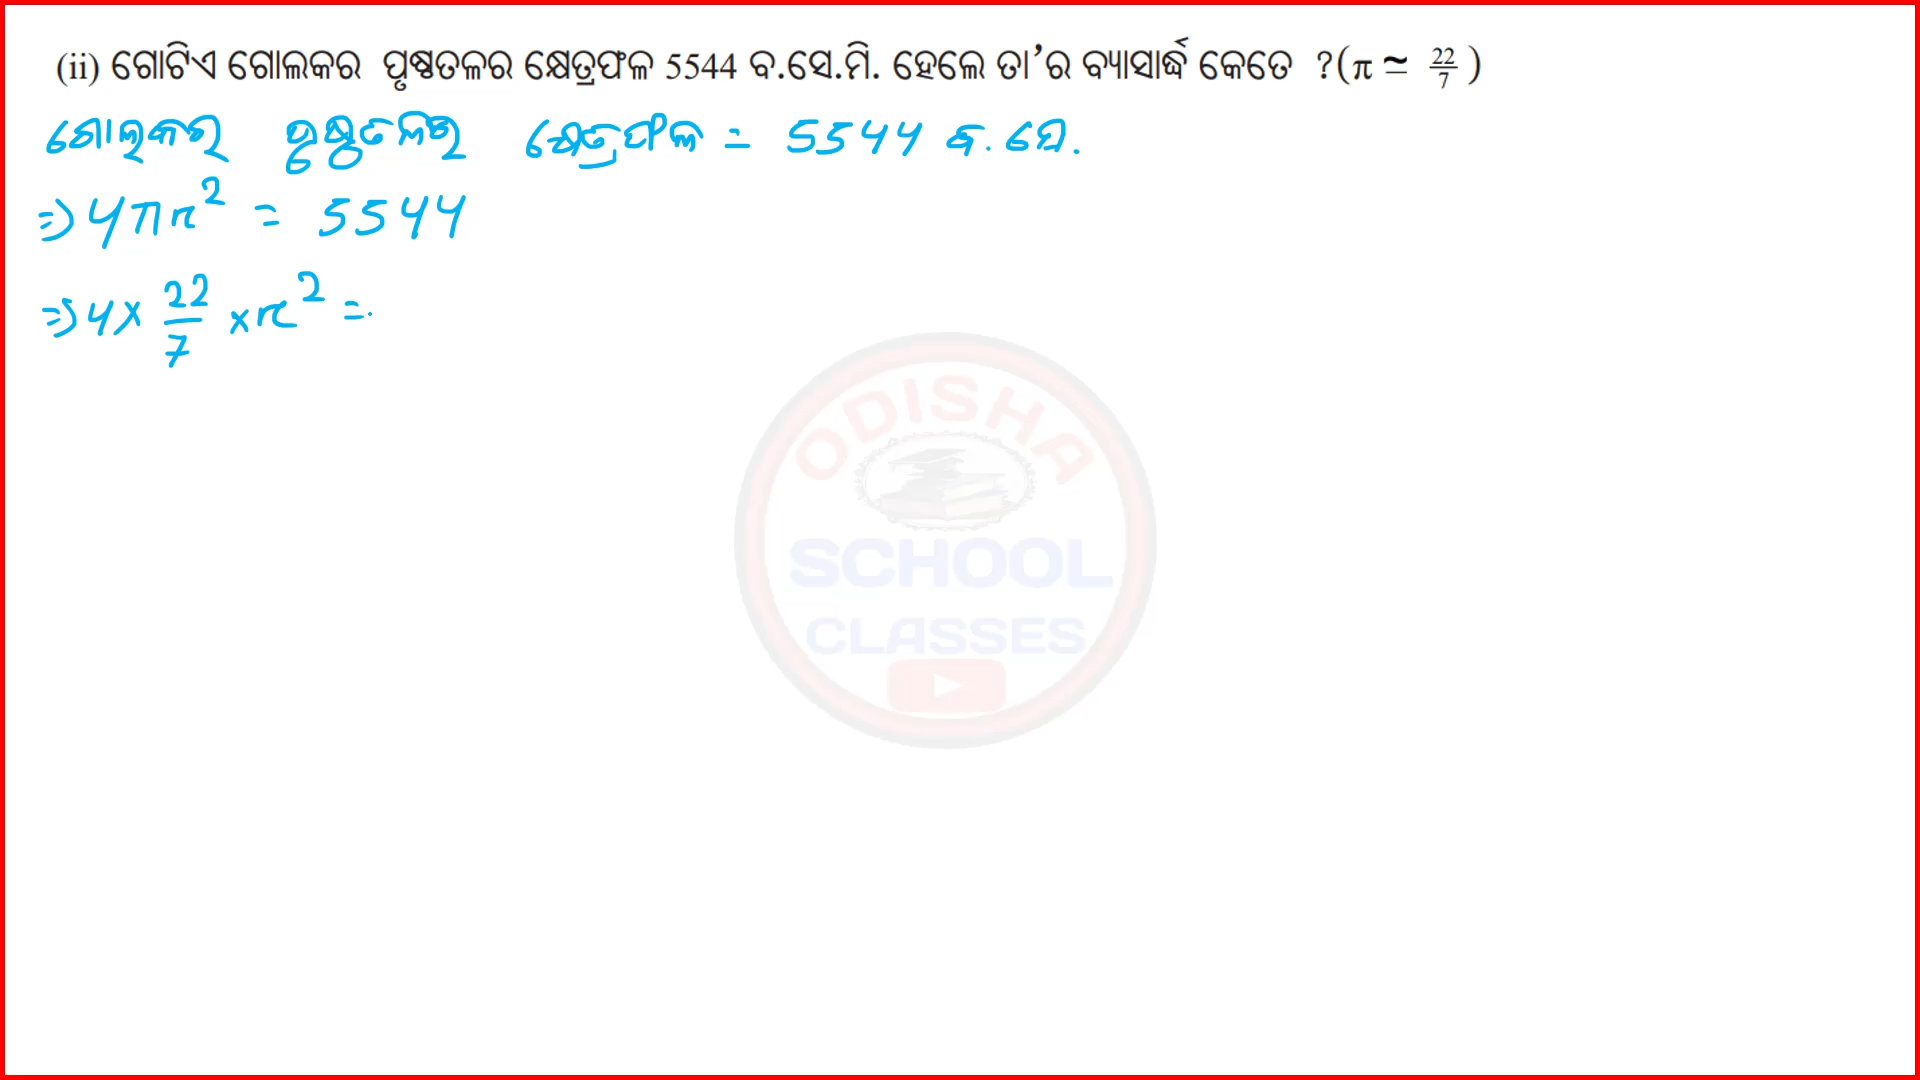 (ii) ଗୋଟିଏ ଗୋଲକର ପୃଷ୍ଠତଳର କ୍ଷେତ୍ରଫଳ 5544 ବ.ସେ.ମି. ହେଲେ ତା’ର ବ୍ୟାସାର୍ଦ୍ଧ କେତେ ?(π ≃ 22/7)
ଗୋଲକର ପୃଷ୍ଠତଳର କ୍ଷେତ୍ରଫଳ = 5544 ବ.ସେ.
⇒ 4πr² = 5544
⇒ 4 × 22/7 × r² =
ODISHA
SCHOOL
CLASSES